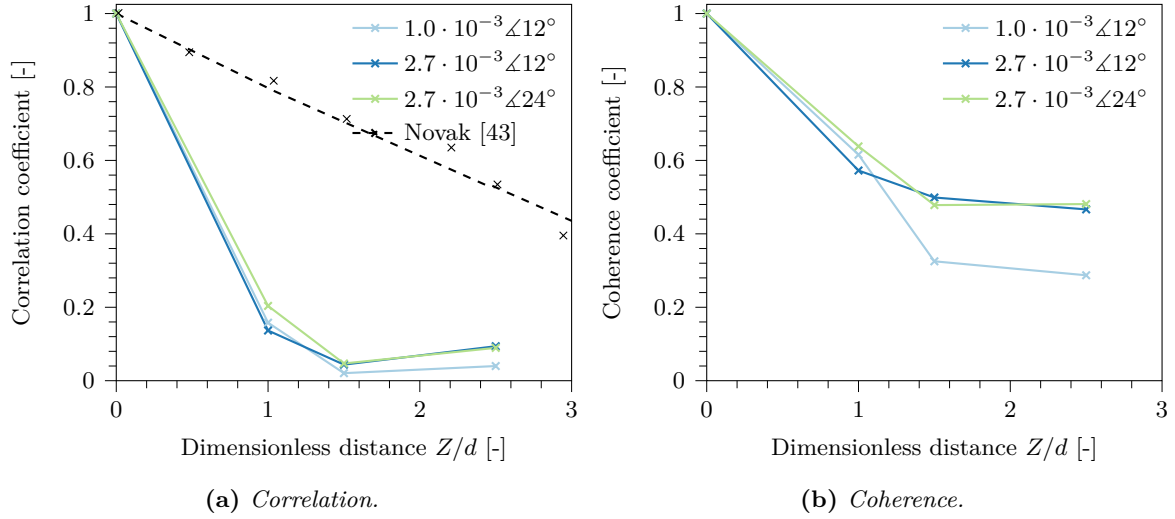 1
0.8
0.6
0.4
0.2
0
0 1 2 3
Correlation coefficient [-]
Dimensionless distance Z/d [-]
1.0 · 10⁻³∡12°
2.7 · 10⁻³∡12°
2.7 · 10⁻³∡24°
Novak [43]
(a) Correlation.
1
0.8
0.6
0.4
0.2
0
0 1 2 3
Coherence coefficient [-]
Dimensionless distance Z/d [-]
1.0 · 10⁻³∡12°
2.7 · 10⁻³∡12°
2.7 · 10⁻³∡24°
(b) Coherence.